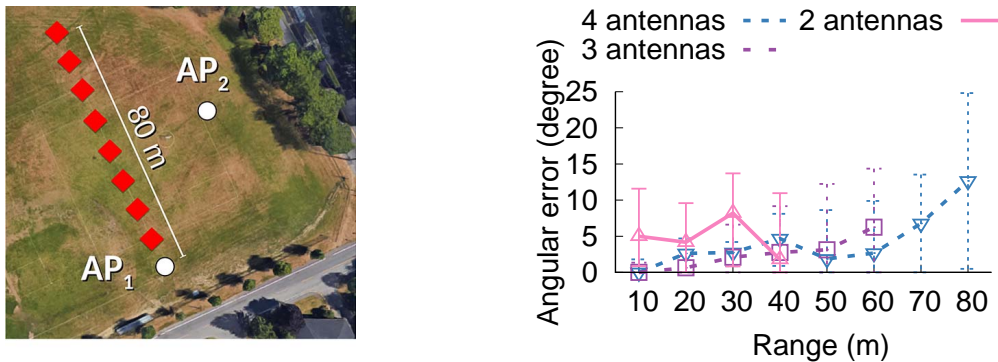 AP2
80 m
AP1
4 antennas 2 antennas
3 antennas
Angular error (degree)
25
20
15
10
5
0
10 20 30 40 50 60 70 80
Range (m)